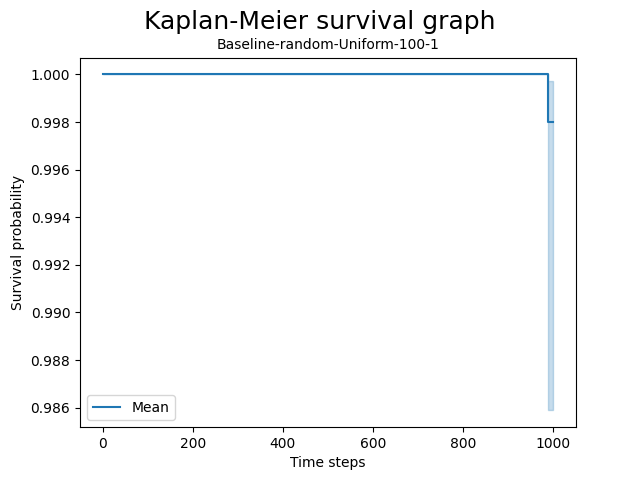 Kaplan-Meier survival graph
Baseline-random-Uniform-100-1
1.000
0.998
0.996
0.994
0.992
0.990
0.988
0.986
Survival probability
Mean
0
200
400
600
800
1000
Time steps